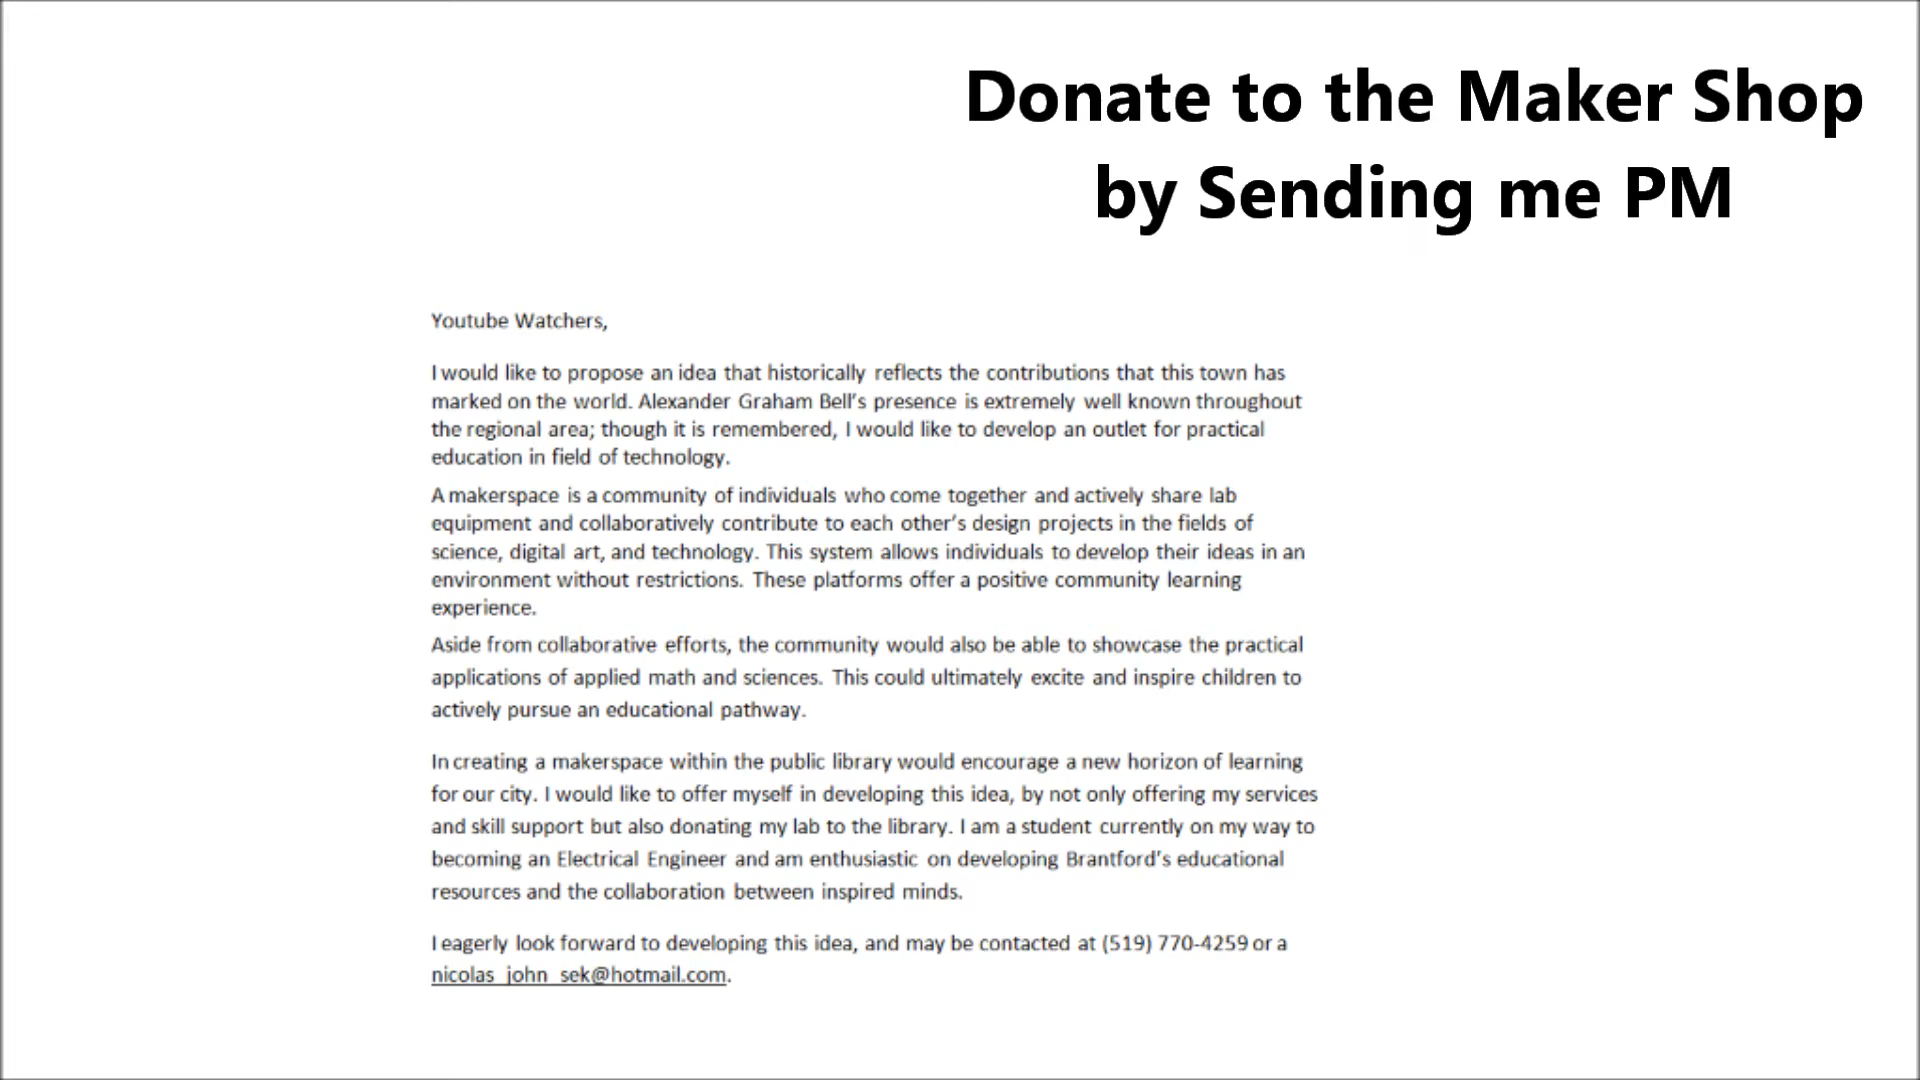 Donate to the Maker Shop
by Sending me PM
Youtube Watchers,
I would like to propose an idea that historically reflects the contributions that this town has
marked on the world. Alexander Graham Bell’s presence is extremely well known throughout
the regional area; though it is remembered, I would like to develop an outlet for practical
education in field of technology.
A makerspace is a community of individuals who come together and actively share lab
equipment and collaboratively contribute to each other’s design projects in the fields of
science, digital art, and technology. This system allows individuals to develop their ideas in an
environment without restrictions. These platforms offer a positive community learning
experience.
Aside from collaborative efforts, the community would also be able to showcase the practical
applications of applied math and sciences. This could ultimately excite and inspire children to
actively pursue an educational pathway.
In creating a makerspace within the public library would encourage a new horizon of learning
for our city. I would like to offer myself in developing this idea, by not only offering my services
and skill support but also donating my lab to the library. I am a student currently on my way to
becoming an Electrical Engineer and am enthusiastic on developing Brantford’s educational
resources and the collaboration between inspired minds.
I eagerly look forward to developing this idea, and may be contacted at (519) 770-4259 or a
nicolas_john_sek@hotmail.com.